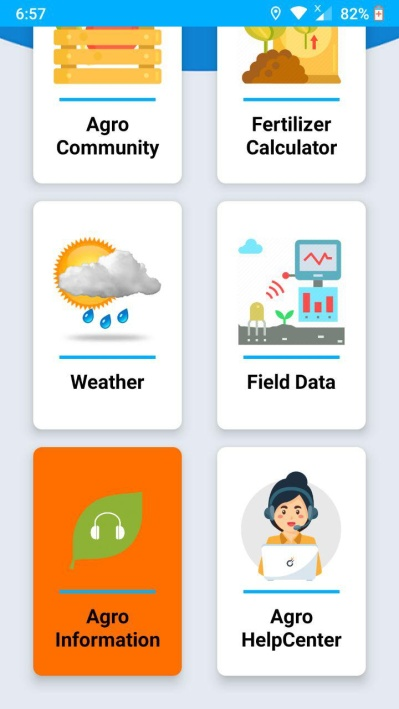 6:57
82%
Agro
Community
Fertilizer
Calculator
Weather
Field Data
Agro
Information
Agro
HelpCenter